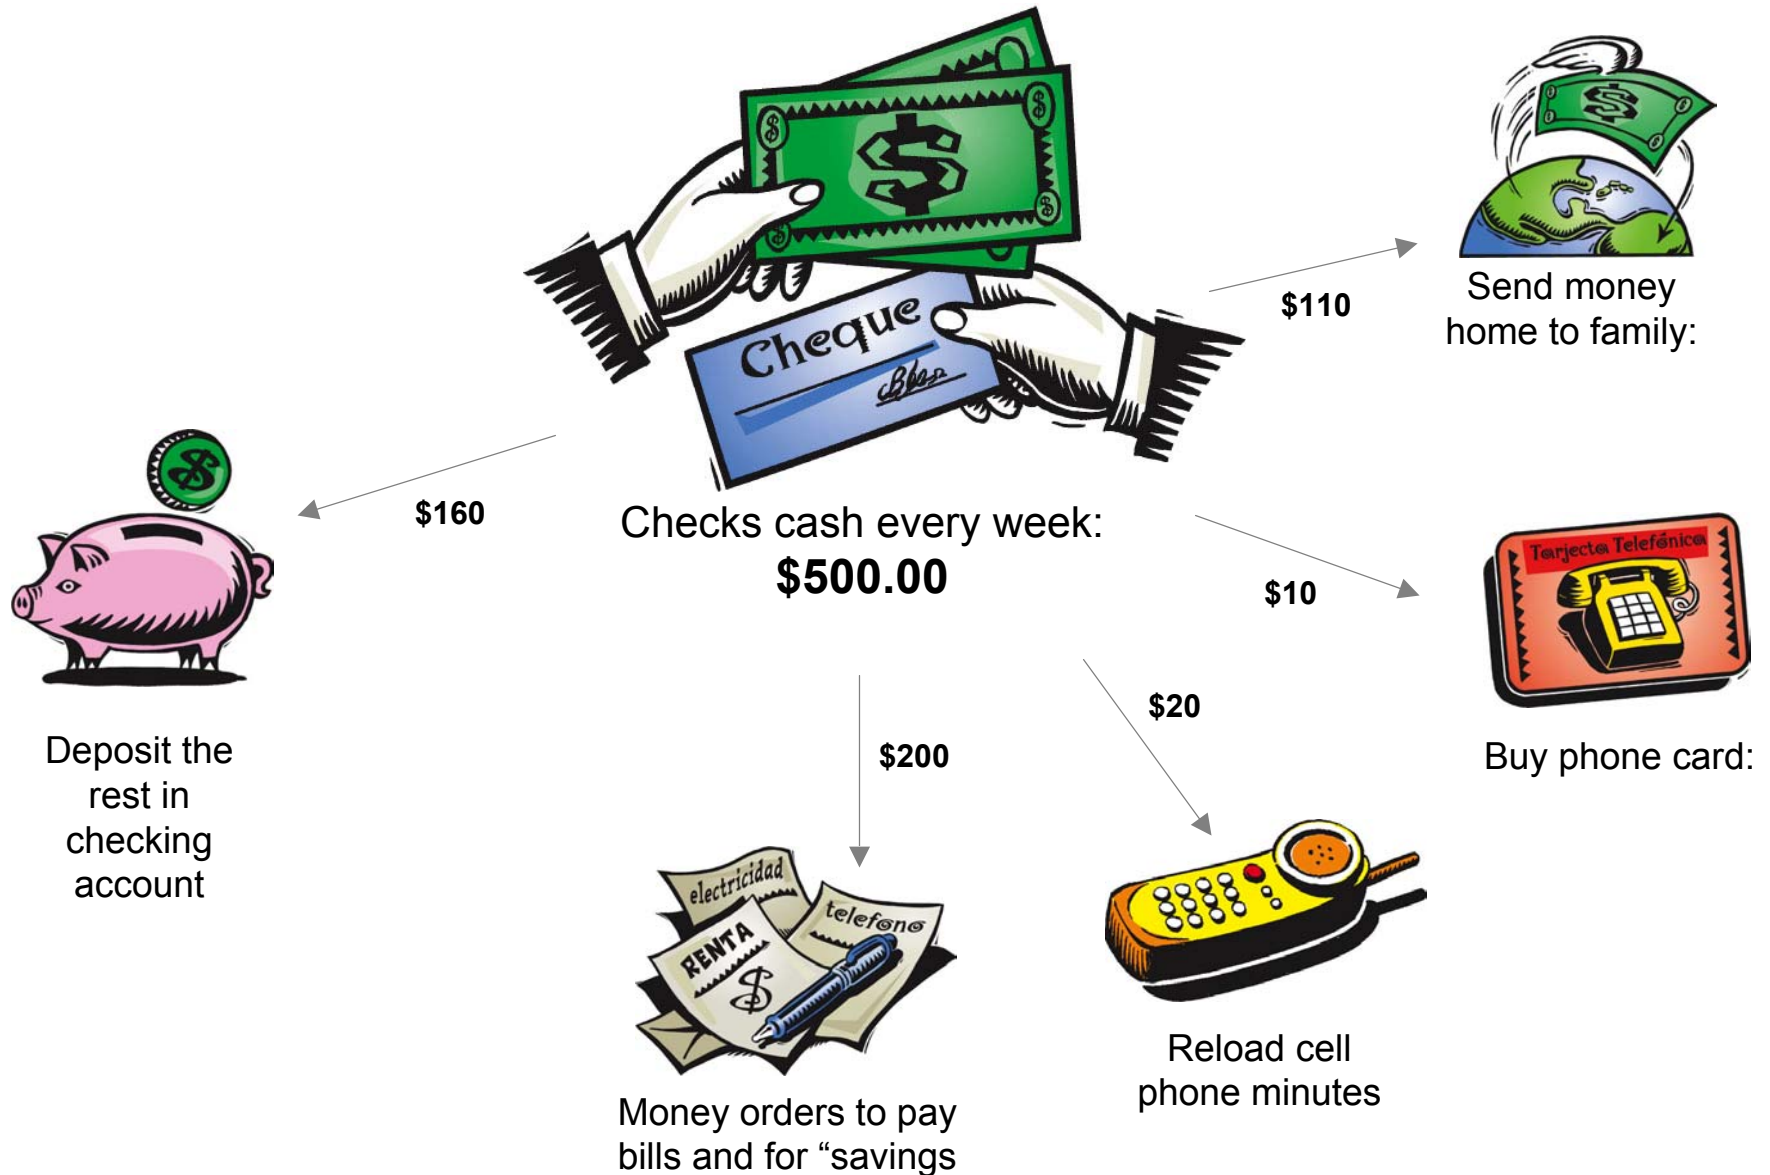 $110
Send money
home to family:
Cheque
$160
Checks cash every week:
$500.00
Tarjecta Telefónica
$10
$20
$200
Buy phone card:
Deposit the
rest in
checking
account
electricidad
telefono
RENTA
$
Reload cell
phone minutes
Money orders to pay
bills and for “savings